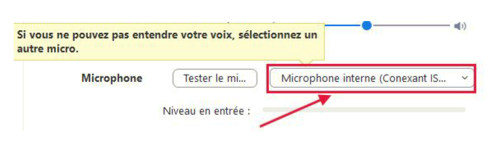 Si vous ne pouvez pas entendre votre voix, sélectionnez un
autre micro.
Microphone Tester le mi... Microphone interne (Conexant IS...
Niveau en entrée :